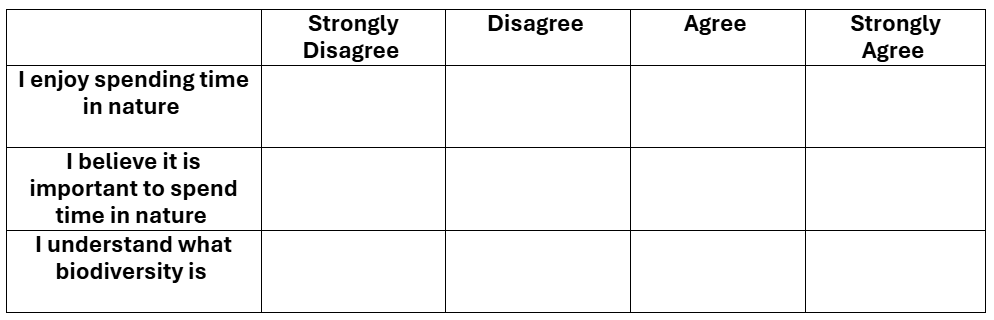 Strongly
Disagree
Disagree
Agree
Strongly
Agree
I enjoy spending time
in nature
I believe it is
important to spend
time in nature
I understand what
biodiversity is